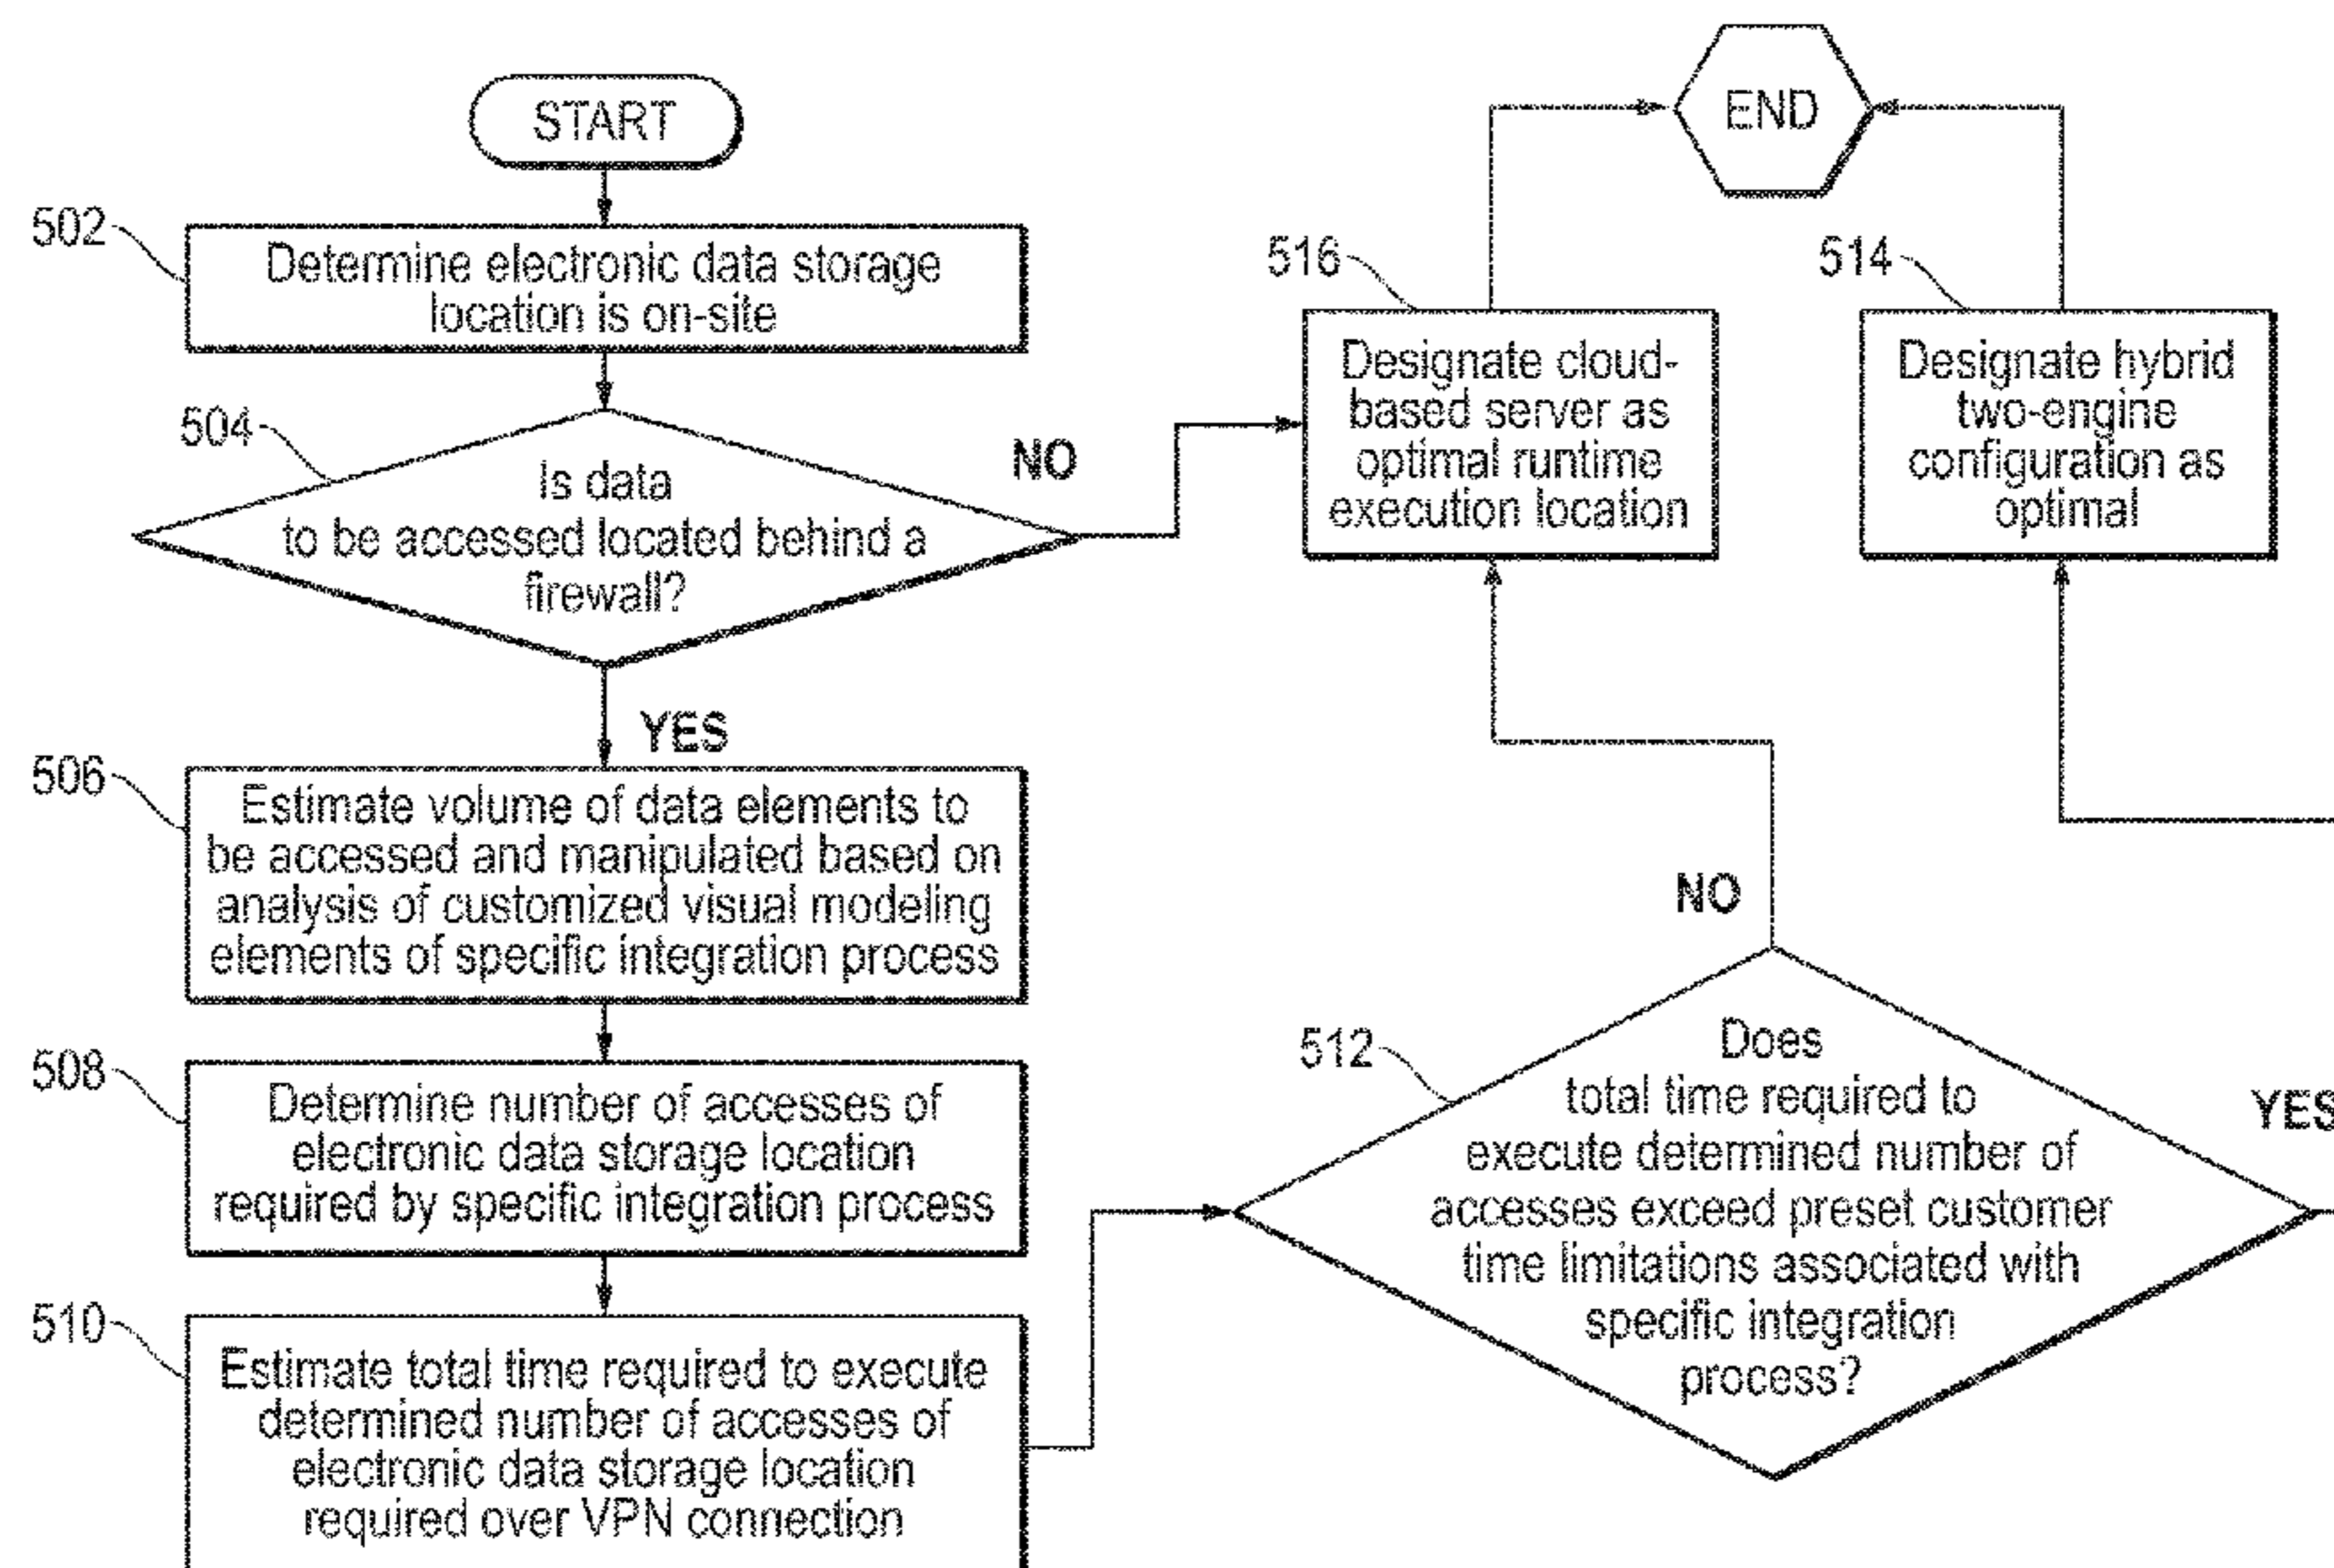 START
502
Determine electronic data storage
location is on-site
504
Is data
to be accessed located behind a
firewall?
NO
YES
506
Estimate volume of data elements to
be accessed and manipulated based on
analysis of customized visual modeling
elements of specific integration process
508
Determine number of accesses of
electronic data storage location
required by specific integration process
510
Estimate total time required to execute
determined number of accesses of
electronic data storage location
required over VPN connection
END
516
Designate cloud-
based server as
optimal runtime
execution location
514
Designate hybrid
two-engine
configuration as
optimal
NO
512
Does
total time required to
execute determined number of
accesses exceed preset customer
time limitations associated with
specific integration
process?
YES